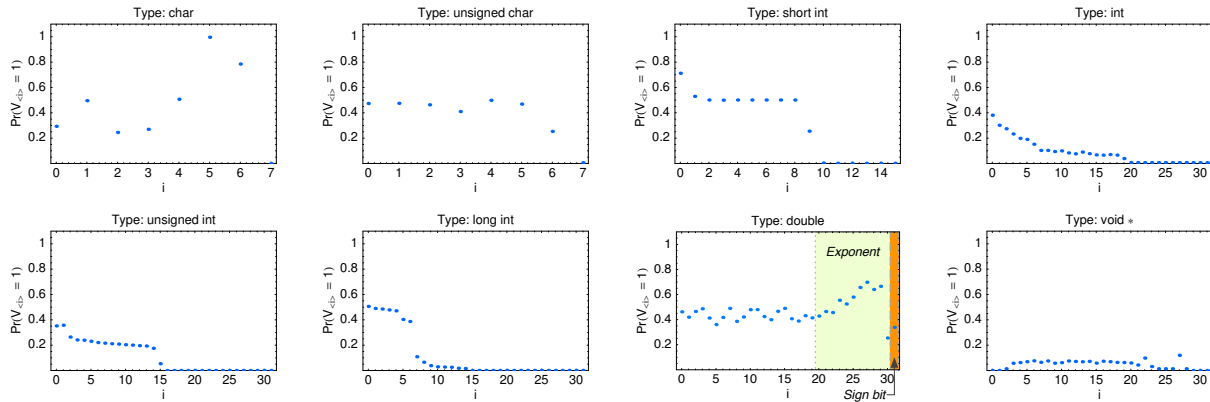 Type: char
Type: unsigned char
Type: short int
Type: int
1
0.8
0.6
0.4
0.2
Pr(V<i> = 1)
0 1 2 3 4 5 6 7
i
1
0.8
0.6
0.4
0.2
Pr(V<i> = 1)
0 1 2 3 4 5 6 7
i
1
0.8
0.6
0.4
0.2
Pr(V<i> = 1)
0 2 4 6 8 10 12 14
i
1
0.8
0.6
0.4
0.2
Pr(V<i> = 1)
0 5 10 15 20 25 30
i
Type: unsigned int
Type: long int
Type: double
Type: void *
1
0.8
0.6
0.4
0.2
Pr(V<i> = 1)
0 5 10 15 20 25 30
i
1
0.8
0.6
0.4
0.2
Pr(V<i> = 1)
0 5 10 15 20 25 30
i
1
0.8
0.6
0.4
0.2
Pr(V<i> = 1)
Exponent
0 5 10 15 20 25 30
i
Sign bit
1
0.8
0.6
0.4
0.2
Pr(V<i> = 1)
0 5 10 15 20 25 30
i